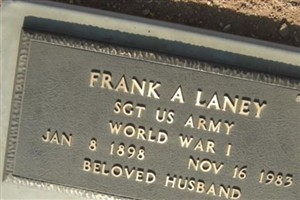 FRANK A LANEY
SGT US ARMY
WORLD WAR I
JAN 8 1898 NOV 16 1983
BELOVED HUSBAND